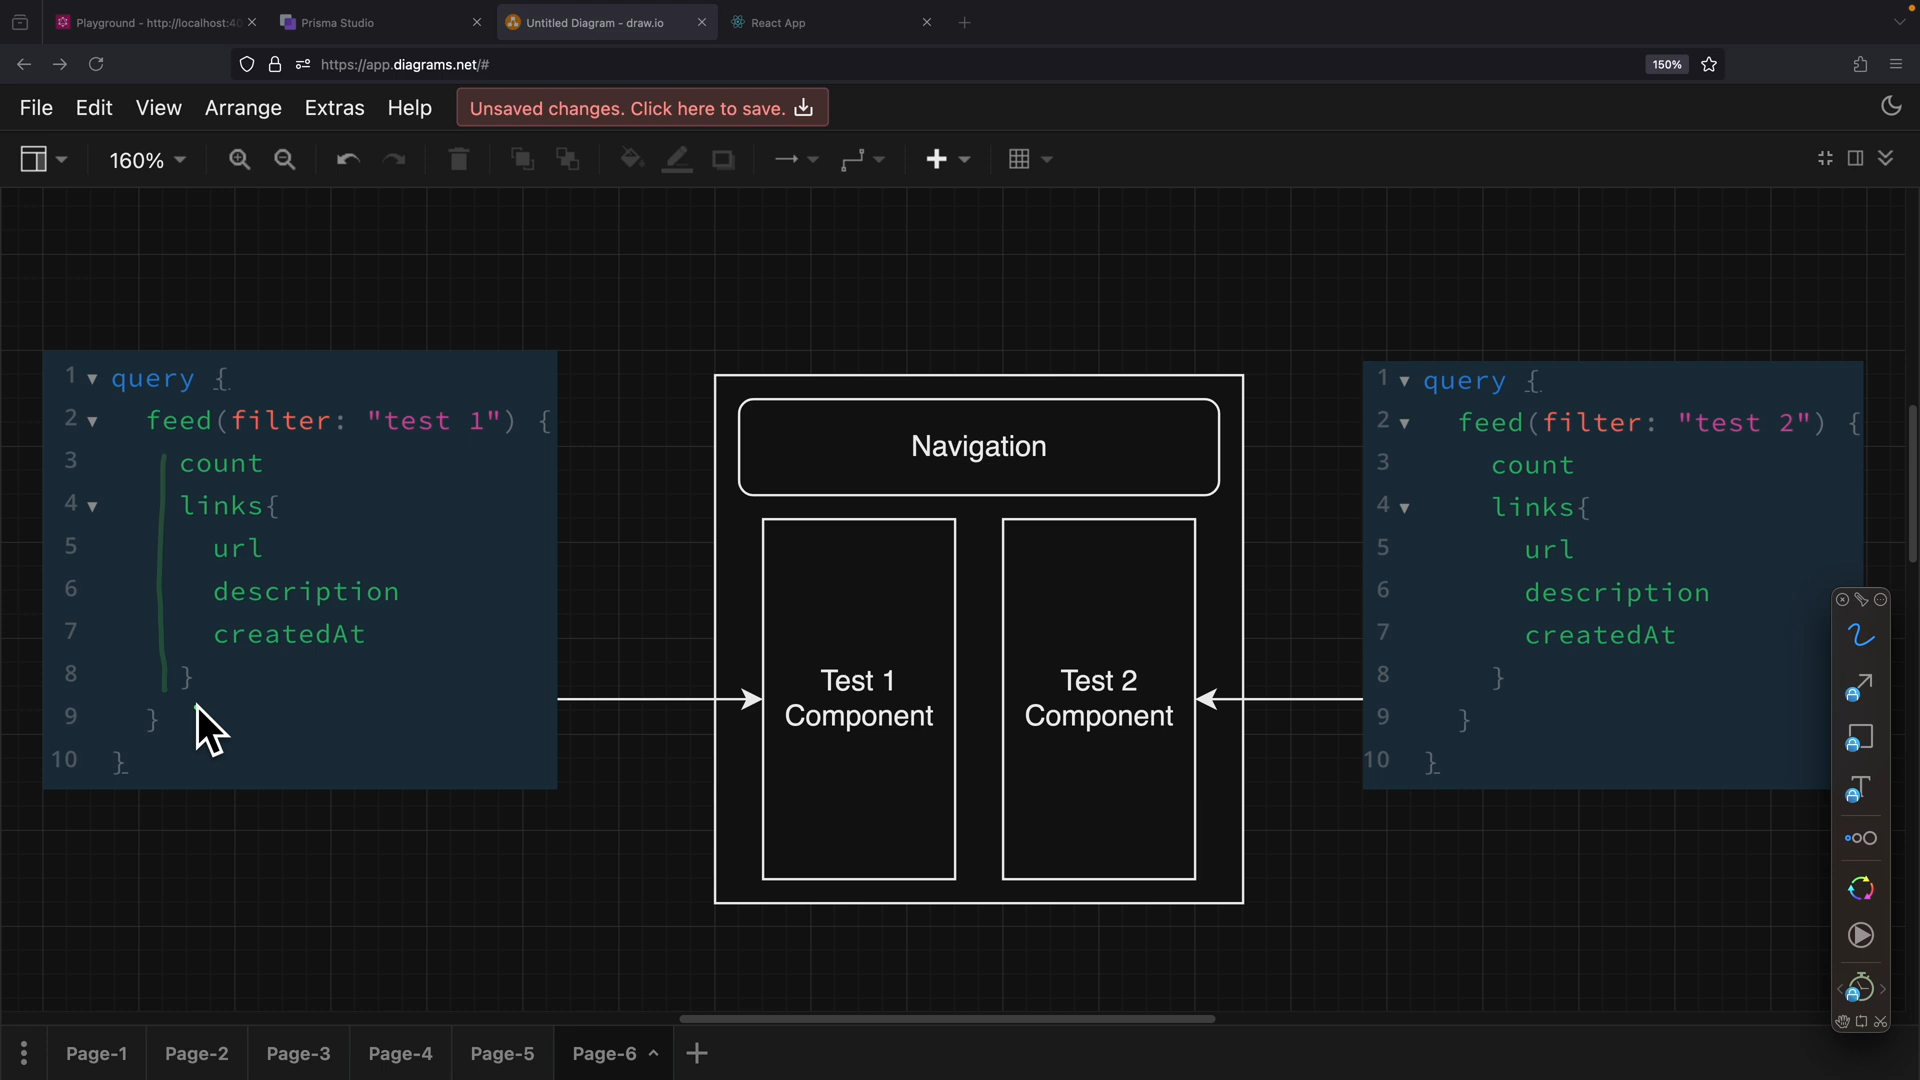 Playground - http://localhost:40
Prisma Studio
Untitled Diagram - draw.io
React App
https://app.diagrams.net/#
150%
File Edit View Arrange Extras Help
Unsaved changes. Click here to save.
160%
1 query {
2 feed(filter: "test 1") {
3 count
4 links{
5 url
6 description
7 createdAt
8 }
9 }
10 }
Navigation
Test 1
Component
Test 2
Component
1 query {
2 feed(filter: "test 2") {
3 count
4 links{
5 url
6 description
7 createdAt
8 }
9 }
10 }
T
Page-1 Page-2 Page-3 Page-4 Page-5 Page-6